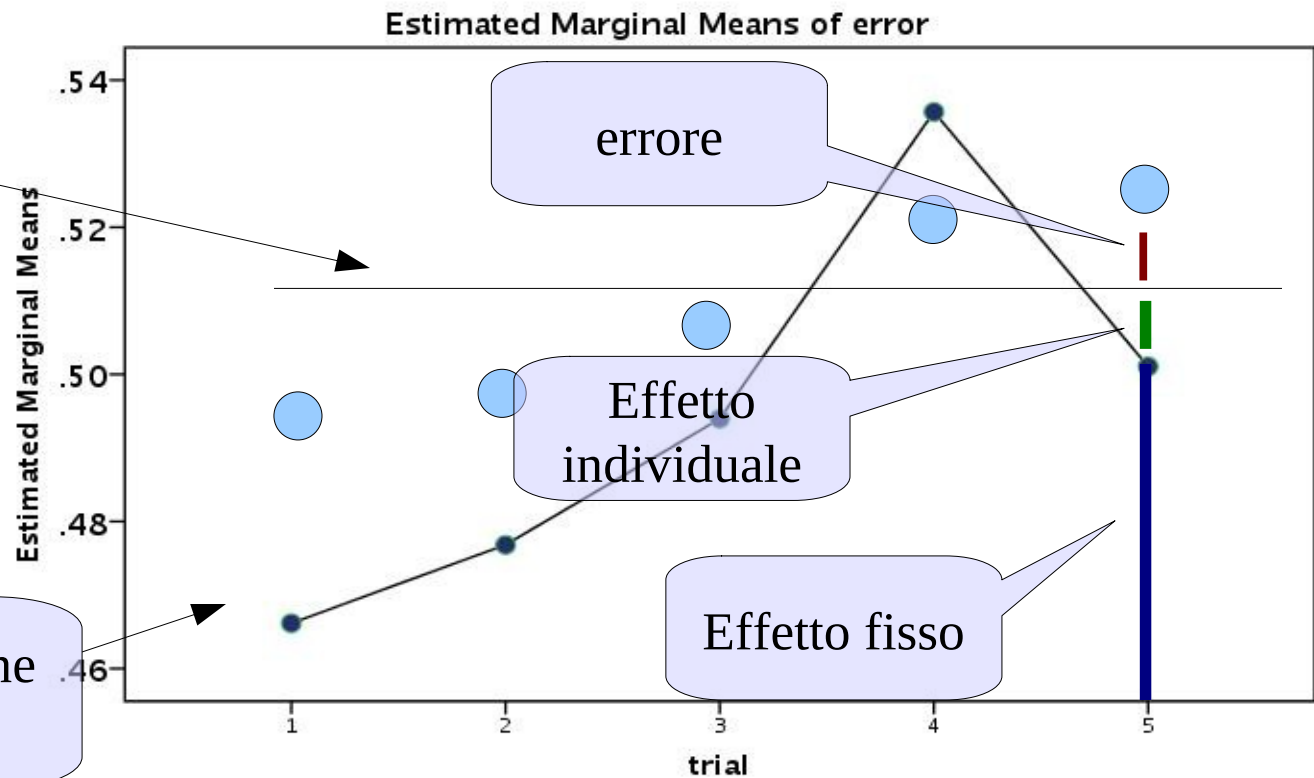 Estimated Marginal Means of error
Estimated Marginal Means
.54
.52
.50
.48
.46
errore
Effetto
individuale
Effetto fisso
1
2
3
4
5
trial